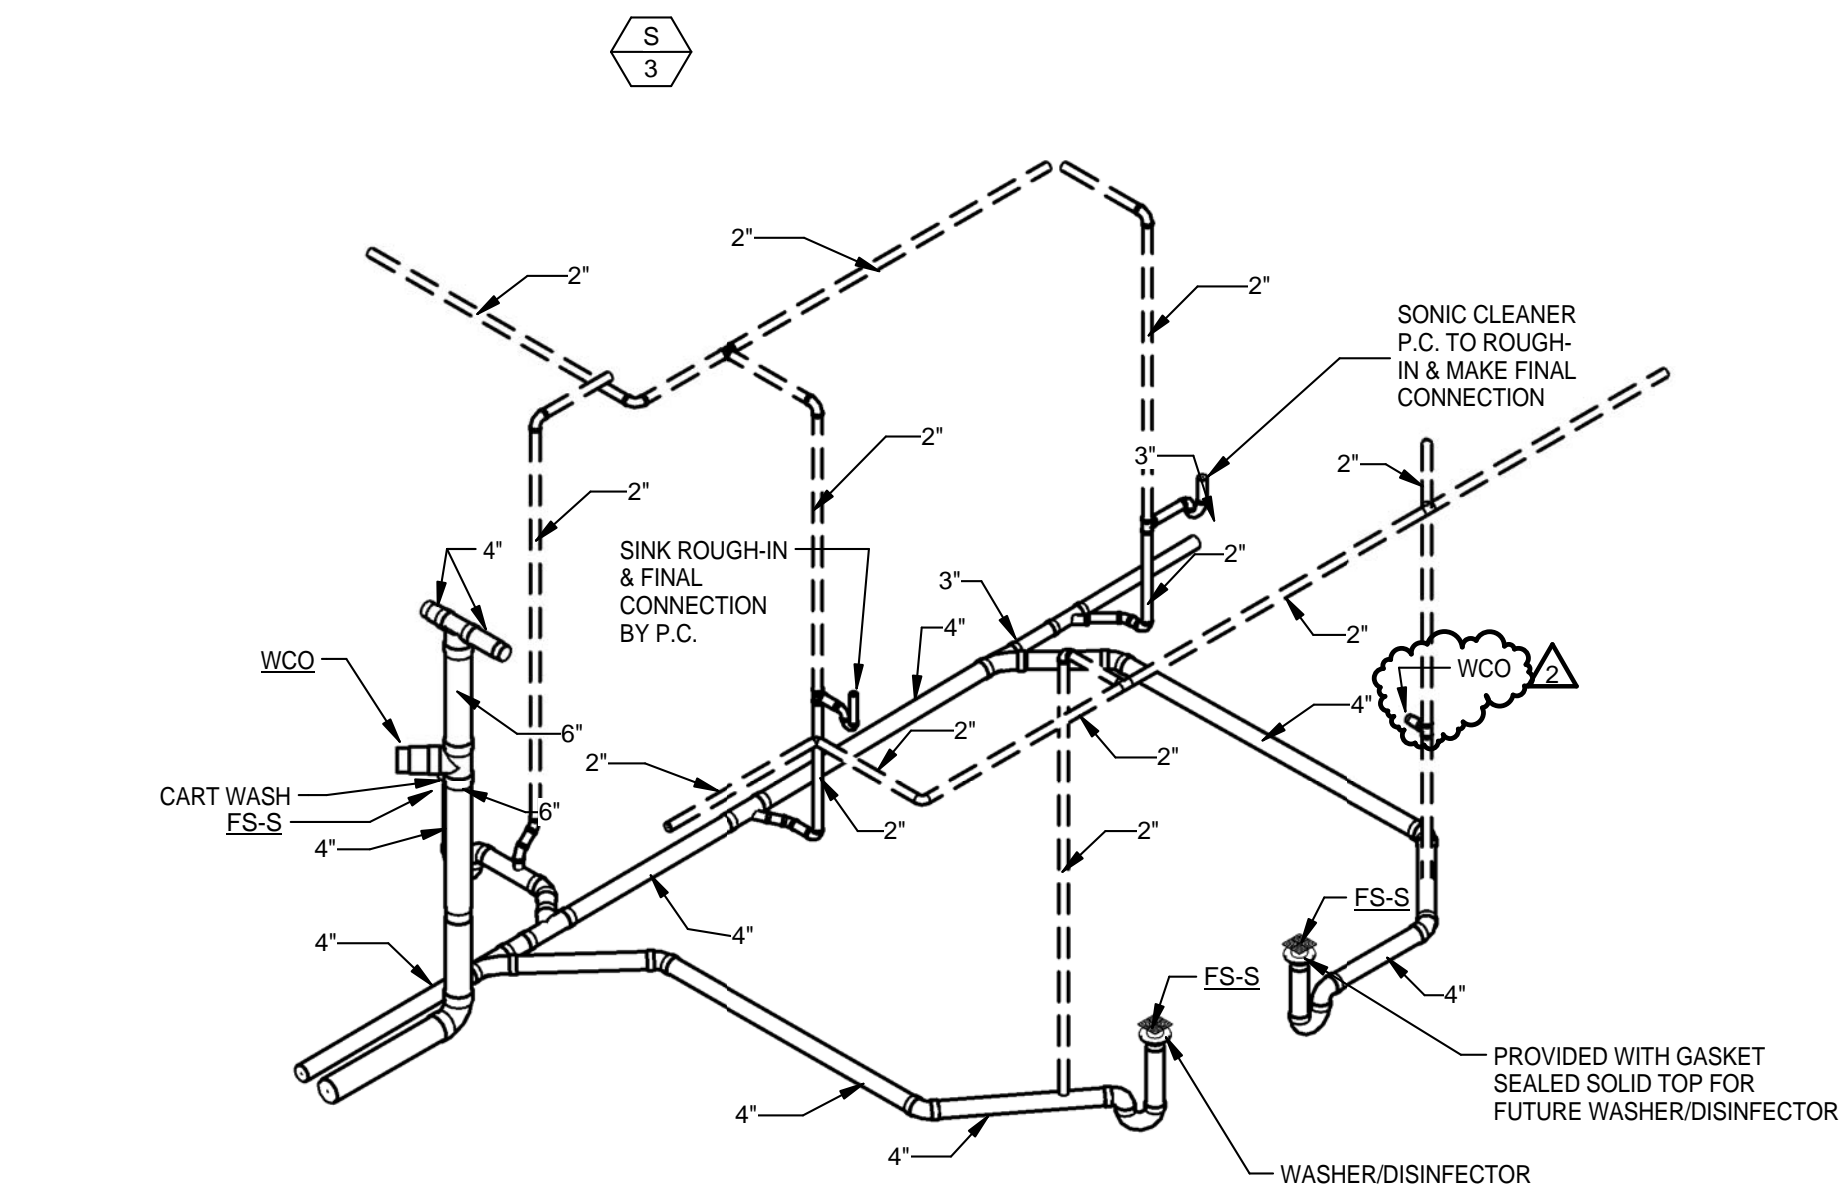 S
3
2"
2"
2"
SONIC CLEANER
P.C. TO ROUGH-
IN & MAKE FINAL
CONNECTION
2"
3"
2"
2"
4"
SINK ROUGH-IN
& FINAL
CONNECTION
BY P.C.
2"
3"
4"
2"
WCO
WCO
2
4"
6"
2"
2"
2"
CART WASH
FS-S
6"
4"
2"
2"
FS-S
4"
4"
FS-S
4"
PROVIDED WITH GASKET
SEALED SOLID TOP FOR
FUTURE WASHER/DISINFECTOR
4"
4"
WASHER/DISINFECTOR